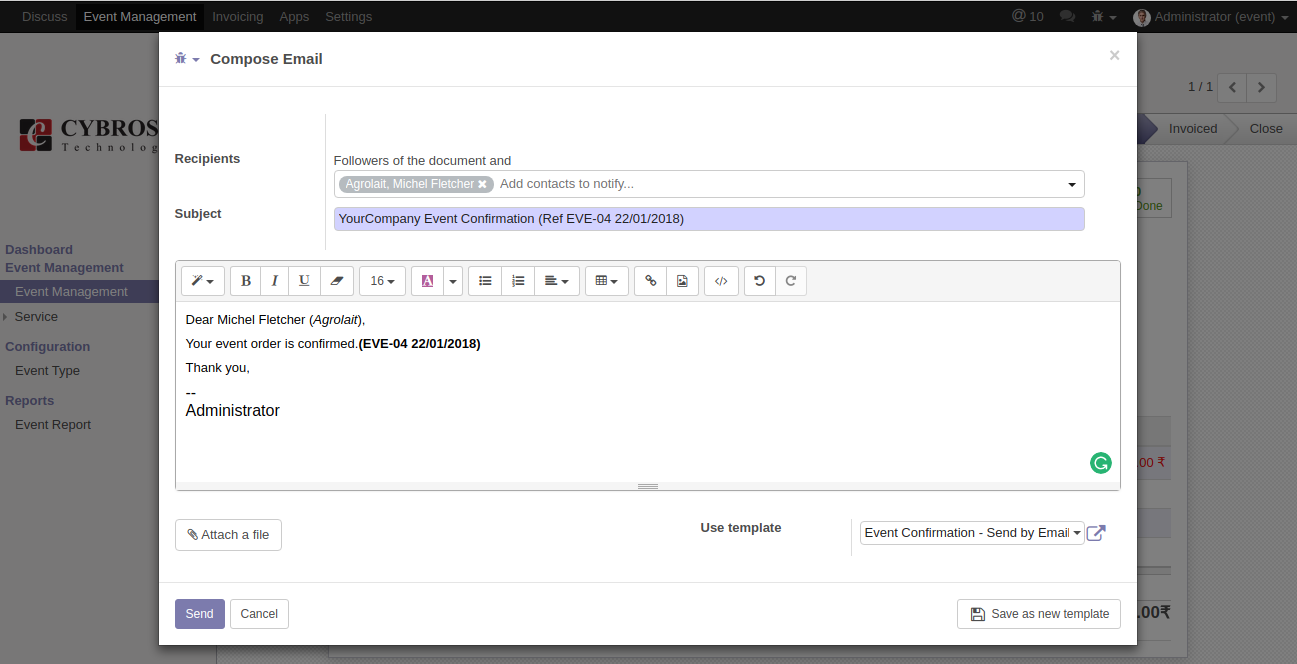 Discuss Event Management Invoicing Apps Settings @ 10 Administrator (event)
Compose Email ×
1 / 1
CYBROS
Technolog
Invoiced Close
Recipients
Followers of the document and
Agrolait, Michel Fletcher ✖ Add contacts to notify...
Done
Subject
YourCompany Event Confirmation (Ref EVE-04 22/01/2018)
Dashboard
Event Management
Event Management
Service
Configuration
Event Type
Reports
Event Report
B I U 16 A </>
Dear Michel Fletcher (Agrolait),
Your event order is confirmed.(EVE-04 22/01/2018)
Thank you,
--
Administrator
.00 ₹
Attach a file
Use template
Event Confirmation - Send by Email
.00₹
Send Cancel Save as new template